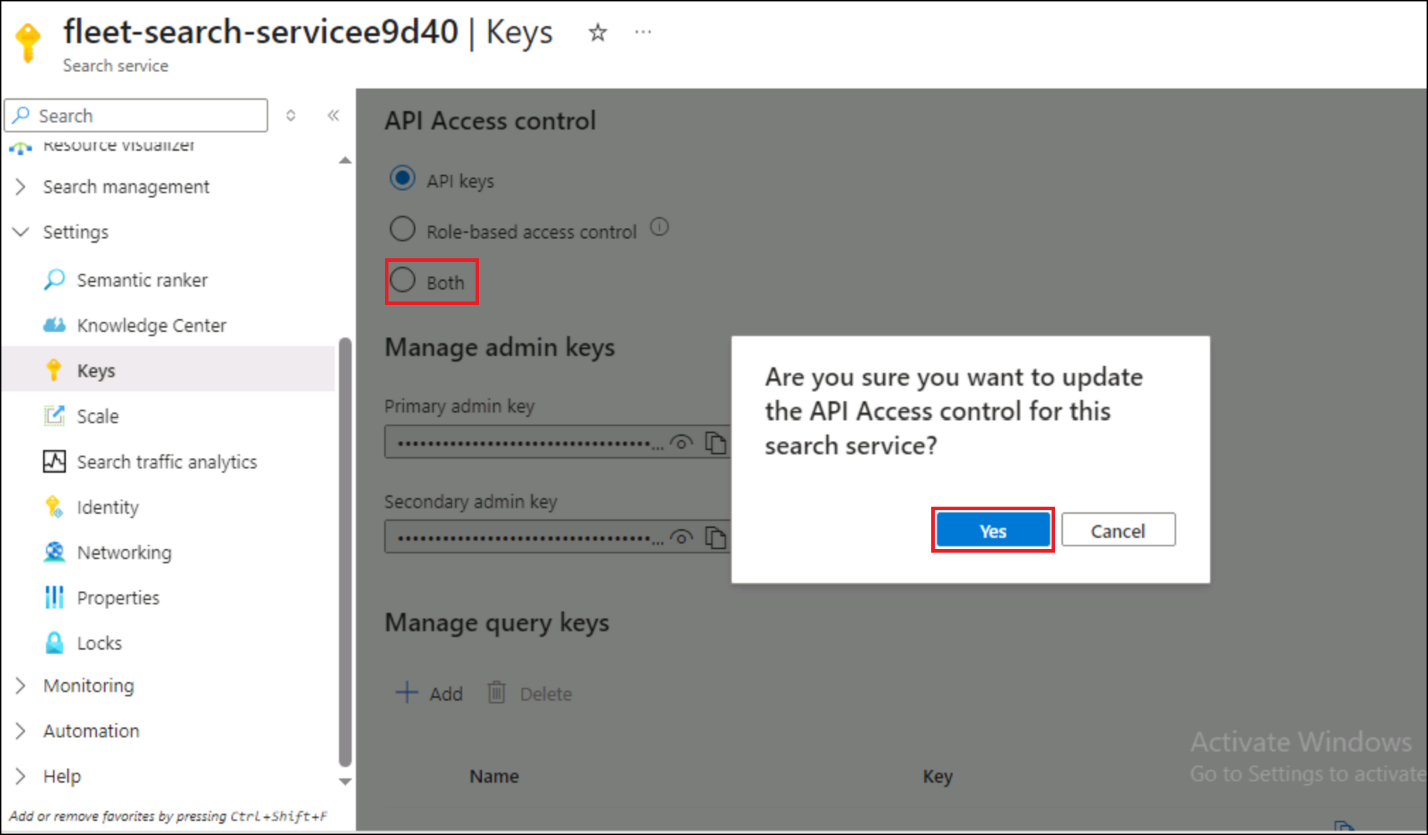 fleet-search-servicee9d40 | Keys
Search service
Search
Resource visualizer
Search management
Settings
Semantic ranker
Knowledge Center
Keys
Scale
Search traffic analytics
Identity
Networking
Properties
Locks
Monitoring
Automation
Help
Add or remove favorites by pressing Ctrl+Shift+F
API Access control
API keys
Role-based access control
Both
Manage admin keys
Primary admin key
Secondary admin key
Manage query keys
Add Delete
Name Key
Are you sure you want to update
the API Access control for this
search service?
Yes Cancel
Activate Windows
Go to Settings to activate